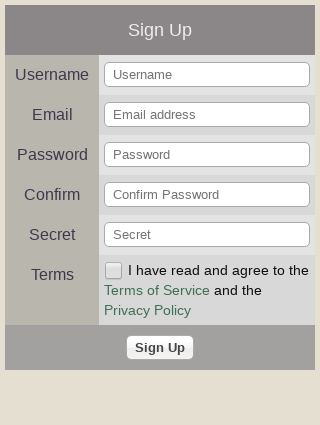 Sign Up
Username Username
Email Email address
Password Password
Confirm Confirm Password
Secret Secret
Terms I have read and agree to the
Terms of Service and the
Privacy Policy
Sign Up